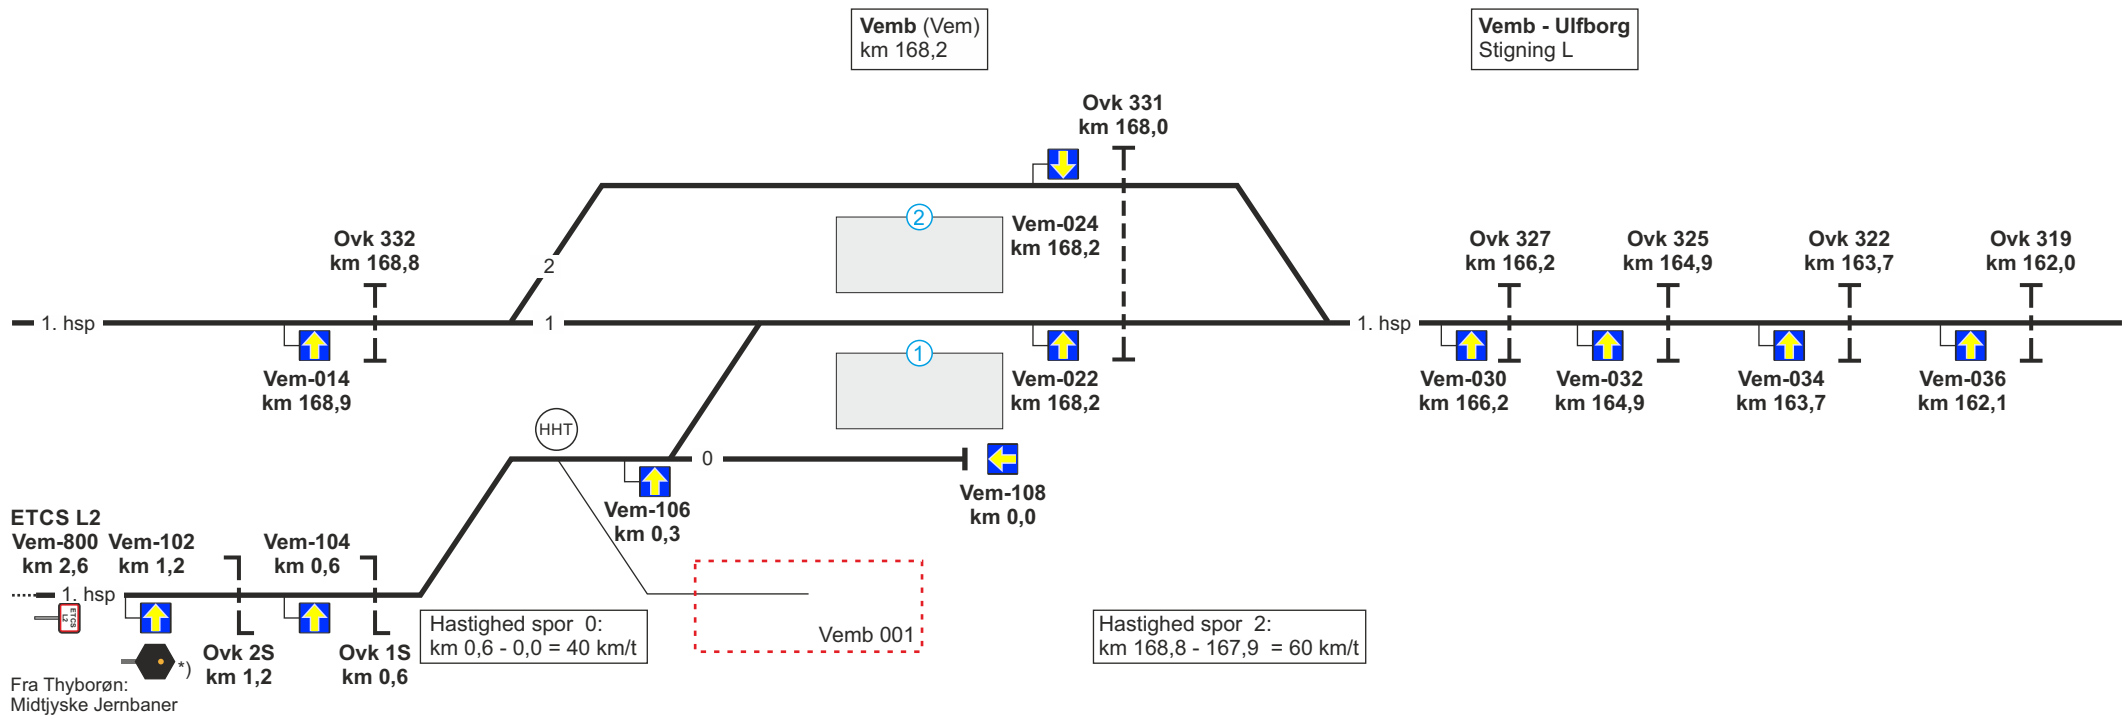 Vemb (Vem)
km 168,2
Vemb - Ulfborg
Stigning L
Ovk 331
km 168,0
2
Vem-024
km 168,2
Ovk 332
km 168,8
2
Ovk 327
km 166,2
Ovk 325
km 164,9
Ovk 322
km 163,7
Ovk 319
km 162,0
1. hsp
1
1. hsp
1
Vem-014
km 168,9
Vem-022
km 168,2
Vem-030
km 166,2
Vem-032
km 164,9
Vem-034
km 163,7
Vem-036
km 162,1
HHT
0
Vem-106
km 0,3
Vem-108
km 0,0
ETCS L2
Vem-800
km 2,6
Vem-102
km 1,2
Vem-104
km 0,6
1. hsp
ETCS
L2
*)
Ovk 2S
km 1,2
Ovk 1S
km 0,6
Hastighed spor 0:
km 0,6 - 0,0 = 40 km/t
Vemb 001
Hastighed spor 2:
km 168,8 - 167,9 = 60 km/t
Fra Thyborøn:
Midtjyske Jernbaner